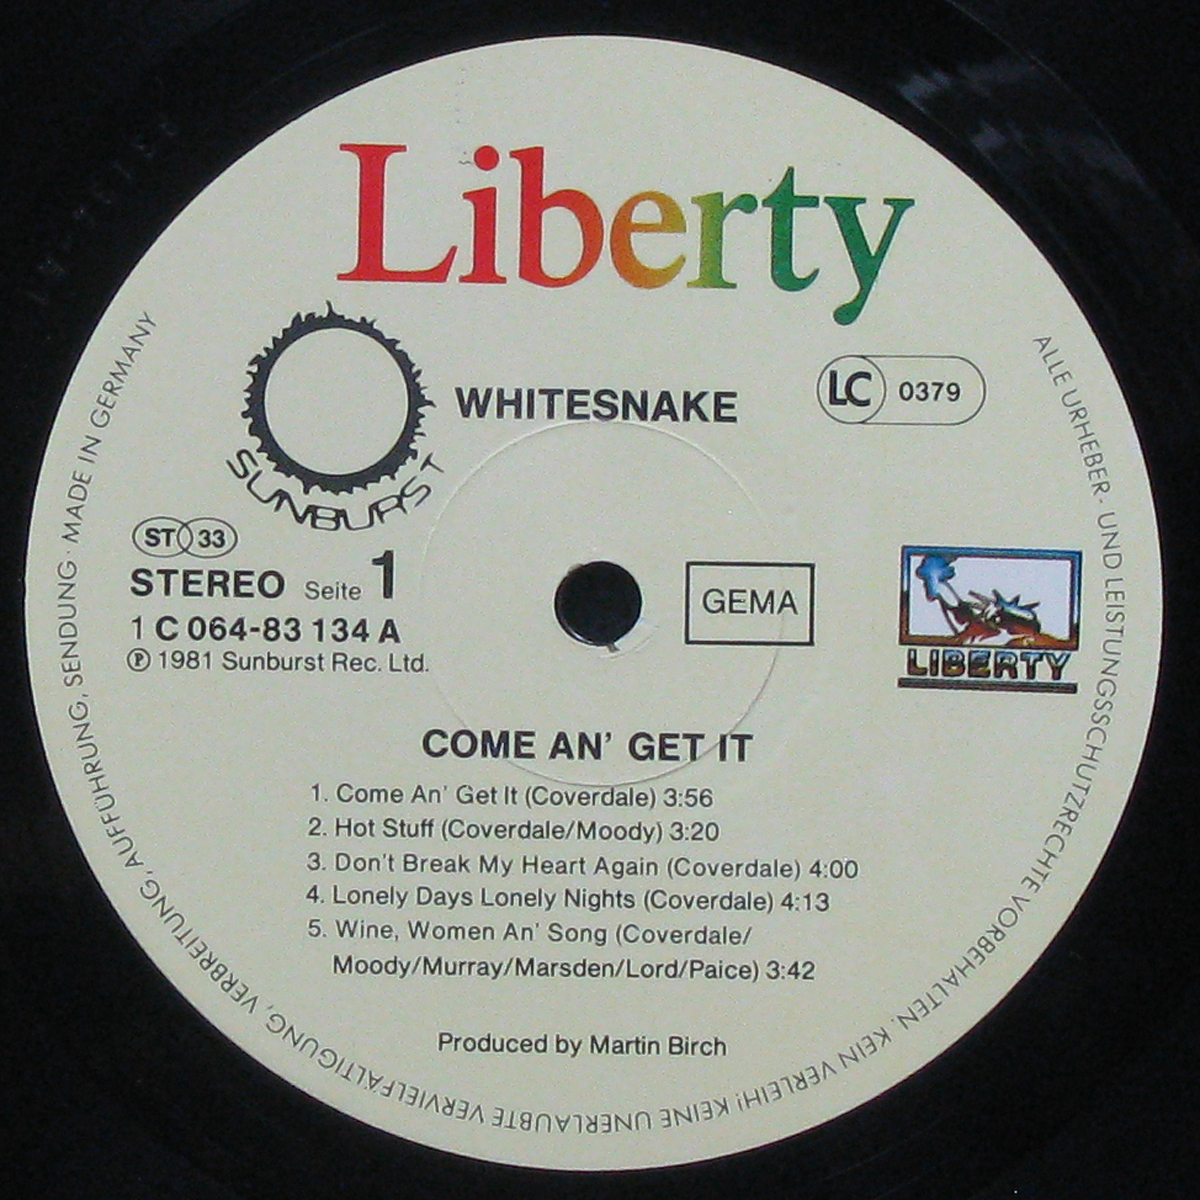 Liberty
WHITESNAKE
LC 0379
SUNBURST
ST 33
STEREO Seite 1
1 C 064-83 134 A
Ⓟ 1981 Sunburst Rec. Ltd.
GEMA
LIBERTY
COME AN' GET IT
1. Come An' Get It (Coverdale) 3:56
2. Hot Stuff (Coverdale/Moody) 3:20
3. Don't Break My Heart Again (Coverdale) 4:00
4. Lonely Days Lonely Nights (Coverdale) 4:13
5. Wine, Women An' Song (Coverdale/
Moody/Murray/Marsden/Lord/Paice) 3:42
Produced by Martin Birch
ALLE URHEBER- UND LEISTUNGSSCHUTZRECHTE VORBEHALTEN. KEIN VERLEIH! KEINE UNERLAUBTE VERVIELFÄLTIGUNG, VERBREITUNG, AUFFÜHRUNG, SENDUNG · MADE IN GERMANY